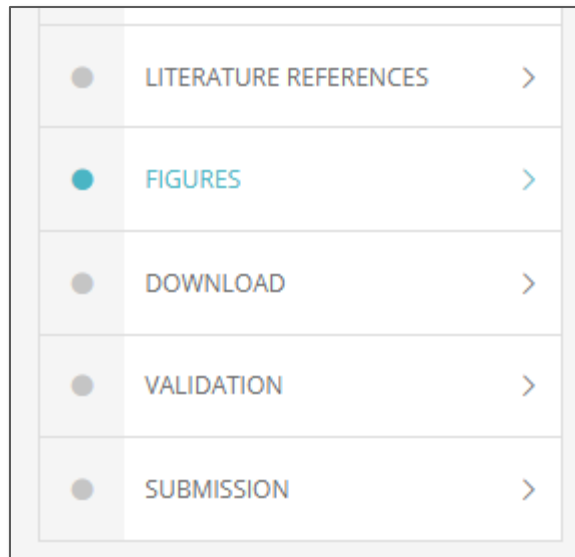 LITERATURE REFERENCES
FIGURES
DOWNLOAD
VALIDATION
SUBMISSION